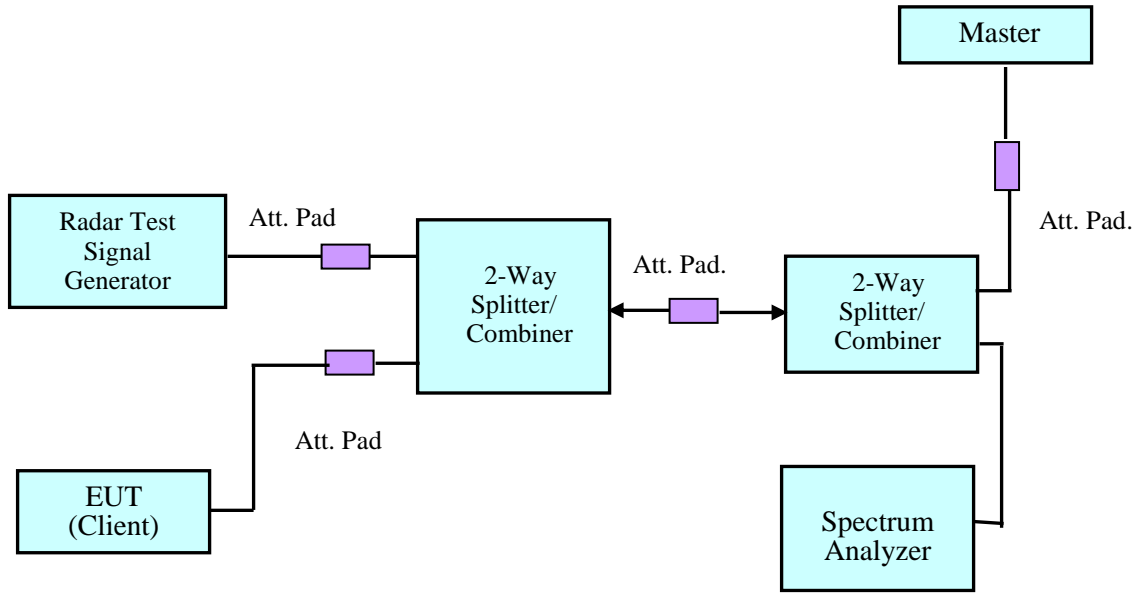 Master
Radar Test
Signal
Generator
Att. Pad
2-Way
Splitter/
Combiner
Att. Pad.
2-Way
Splitter/
Combiner
Att. Pad.
Att. Pad
EUT
(Client)
Spectrum
Analyzer